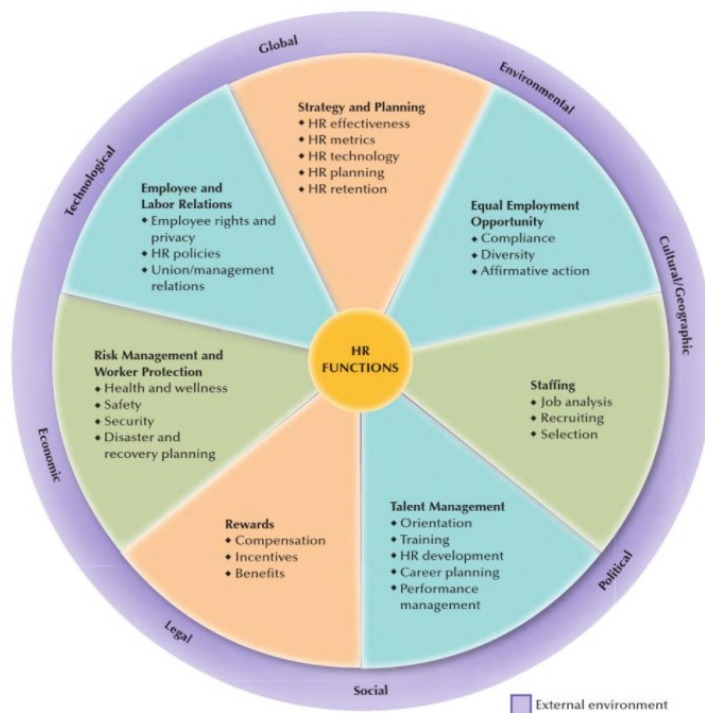 Global
Environmental
Cultural/Geographic
Political
Social
Legal
Economic
Technological
HR
FUNCTIONS
Strategy and Planning
◆ HR effectiveness
◆ HR metrics
◆ HR technology
◆ HR planning
◆ HR retention
Equal Employment
Opportunity
◆ Compliance
◆ Diversity
◆ Affirmative action
Staffing
◆ Job analysis
◆ Recruiting
◆ Selection
Talent Management
◆ Orientation
◆ Training
◆ HR development
◆ Career planning
◆ Performance
management
Rewards
◆ Compensation
◆ Incentives
◆ Benefits
Risk Management and
Worker Protection
◆ Health and wellness
◆ Safety
◆ Security
◆ Disaster and
recovery planning
Employee and
Labor Relations
◆ Employee rights and
privacy
◆ HR policies
◆ Union/management
relations
External environment